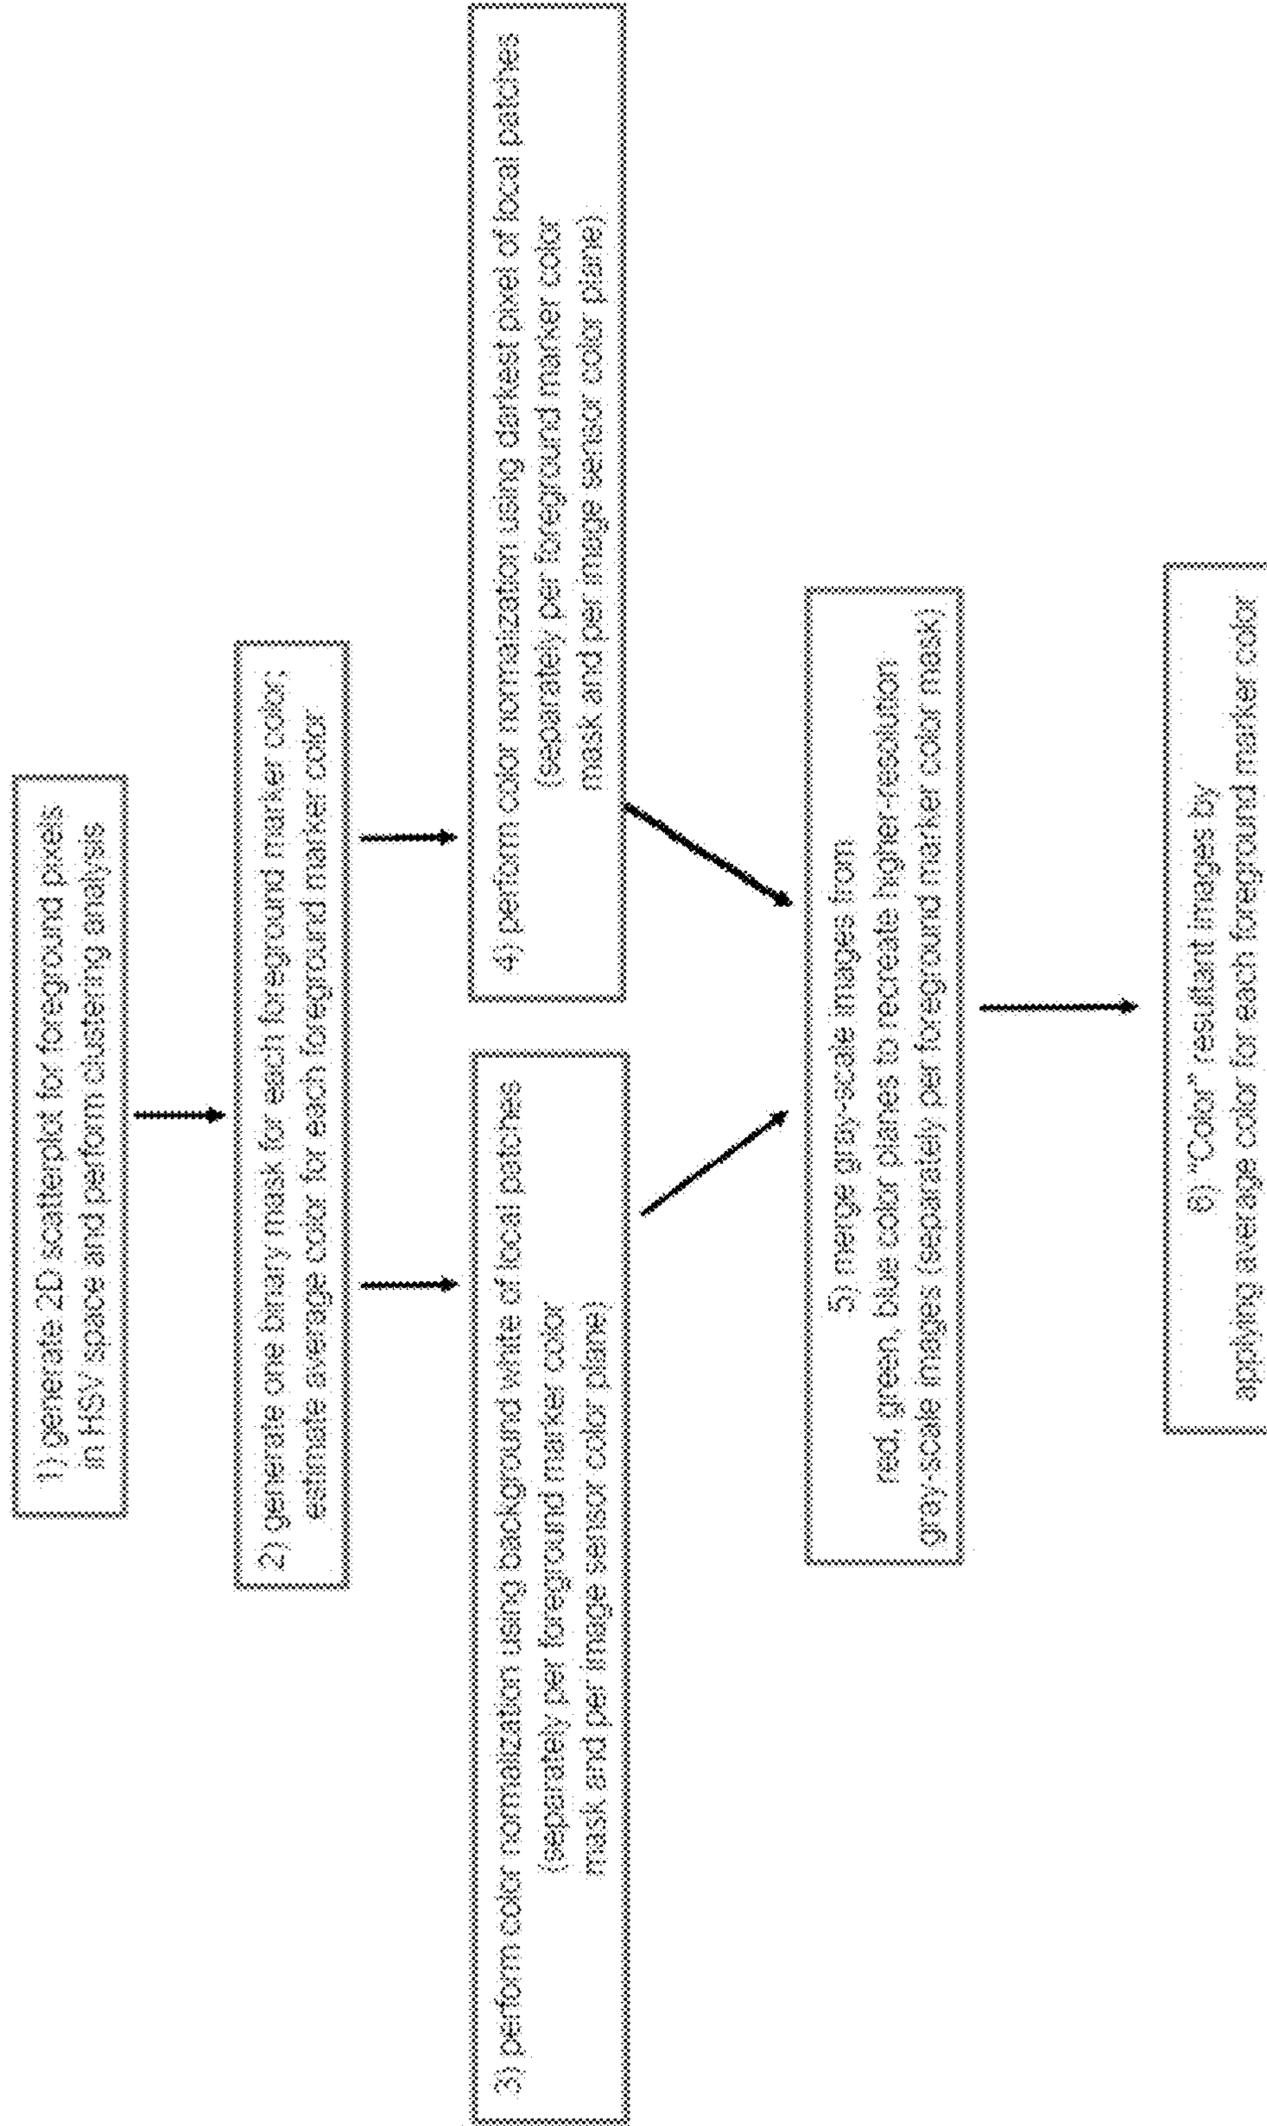 1) generate 2D scatterplot for foreground pixels
in HSV space and perform clustering analysis
2) generate one binary mask for each foreground marker color;
estimate average color for each foreground marker color
3) perform color normalization using background white of local patches
(separately per foreground marker color
mask and per image sensor color plane)
4) perform color normalization using darkest pixel of local patches
(separately per foreground marker color
mask and per image sensor color plane)
5) merge gray-scale images from
red, green, blue color planes to recreate higher-resolution
gray-scale images (separately per foreground marker color mask)
6) "Color" resultant images by
applying average color for each foreground marker color